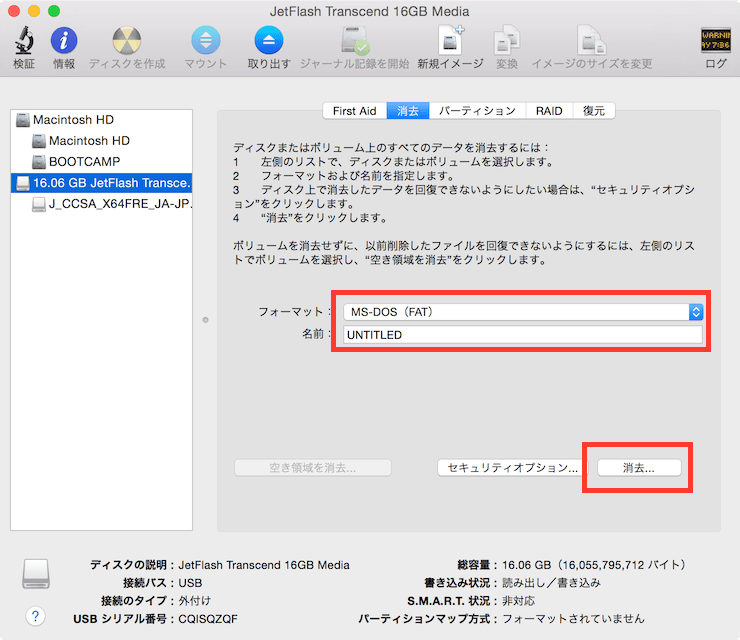 JetFlash Transcend 16GB Media
検証 情報 ディスクを作成 マウント 取り出す ジャーナル記録を開始 新規イメージ 変換 イメージのサイズを変更 ログ
WARNIN
AY 7:36
Macintosh HD
Macintosh HD
BOOTCAMP
16.06 GB JetFlash Transce...
J_CCSA_X64FRE_JA-JP...
First Aid 消去 パーティション RAID 復元
ディスクまたはボリューム上のすべてのデータを消去するには：
1 左側のリストで、ディスクまたはボリュームを選択します。
2 フォーマットおよび名前を指定します。
3 ディスク上で消去したデータを回復できないようにしたい場合は、“セキュリティオプシ
ョン”をクリックします。
4 “消去”をクリックします。
ボリュームを消去せずに、以前削除したファイルを回復できないようにするには、左側のリス
トでボリュームを選択し、“空き領域を消去”をクリックします。
フォーマット： MS-DOS（FAT）
名前： UNTITLED
空き領域を消去... セキュリティオプション... 消去...
ディスクの説明：JetFlash Transcend 16GB Media 総容量：16.06 GB（16,055,795,712 バイト）
接続バス：USB 書き込み状況：読み出し／書き込み
接続のタイプ：外付け S.M.A.R.T. 状況：非対応
USB シリアル番号：CQISQZQF パーティションマップ方式：フォーマットされていません
?